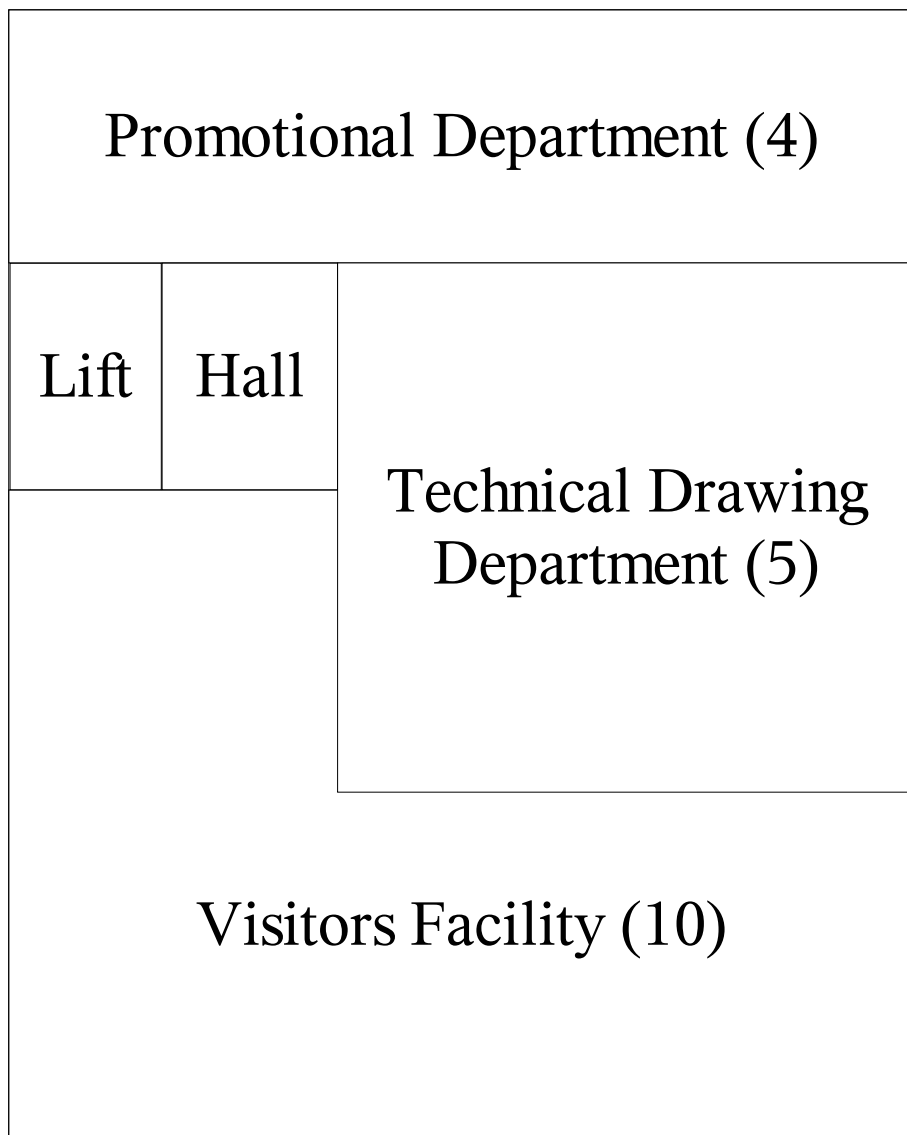 Promotional Department (4)
Lift
Hall
Technical Drawing
Department (5)
Visitors Facility (10)